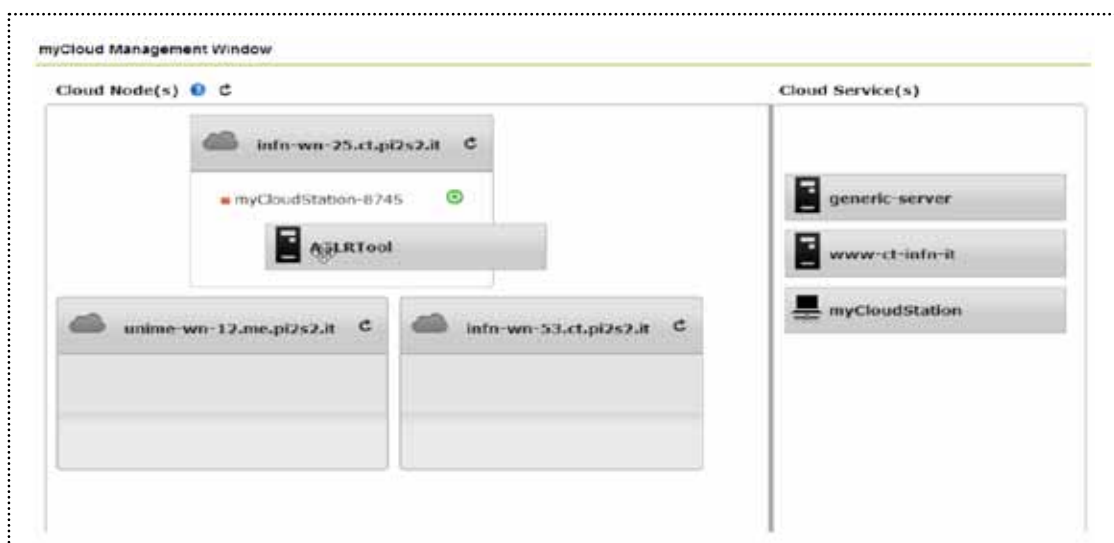 myCloud Management Window
Cloud Node(s)
Cloud Service(s)
infn-wn-25.ct.pi2s2.it
myCloudStation-8745
ASLRTool
unime-wn-12.me.pi2s2.it
infn-wn-53.ct.pi2s2.it
generic-server
www-ct-infn-it
myCloudStation